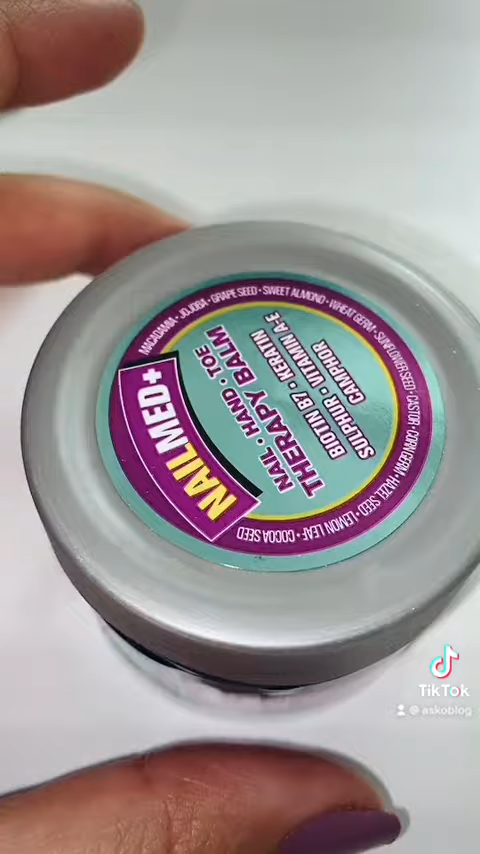 NAILMED+
NAIL • HAND • TOE
THERAPY BALM
BIOTIN B7 • KERATIN
SULPHUR • VITAMIN A-E
CAMPHOR
MACADAMIA • JOJOBA • GRAPE SEED • SWEET ALMOND • WHEAT GERM • SUNFLOWER SEED • CASTOR • CORN GERM • HAZEL SEED • LEMON LEAF • COCOA SEED
TikTok
@askoblog